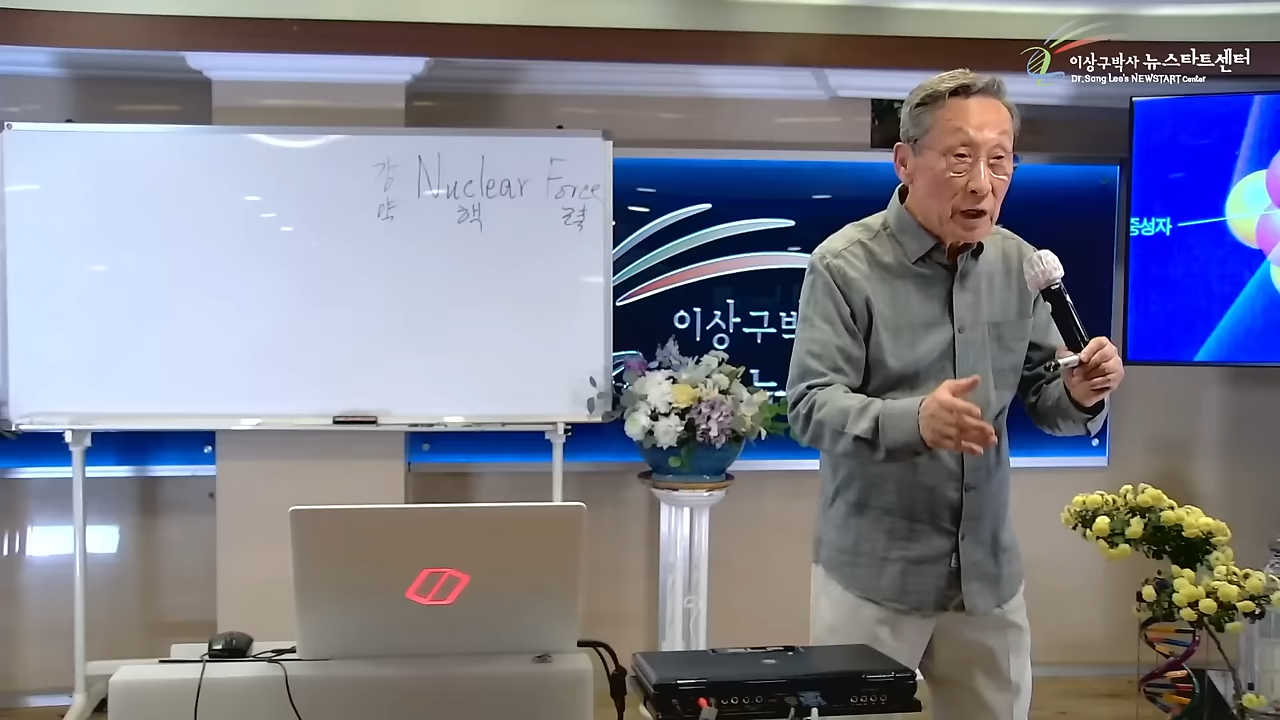 이상구박사 뉴스타트센터
Dr.Sang Lee's NEWSTART Center
강 Nuclear Force
약 핵 력
중성자
이상구박